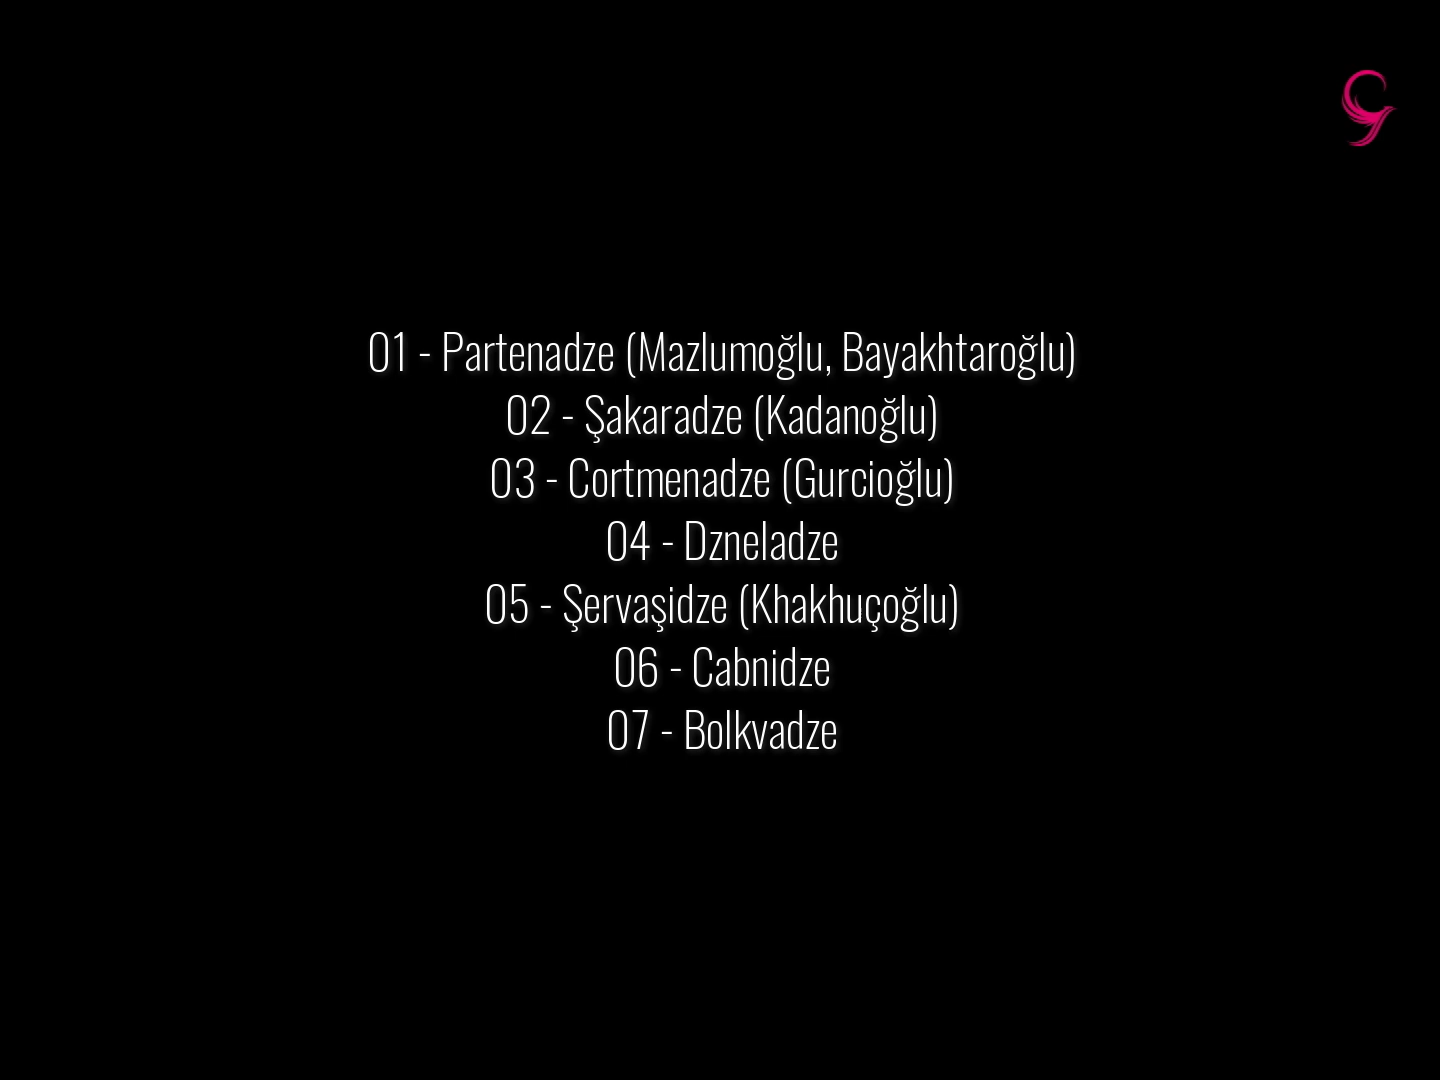 01 - Partenadze (Mazlumoğlu, Bayakhtaroğlu)
02 - Şakaradze (Kadanoğlu)
03 - Cortmenadze (Gurcioğlu)
04 - Dzneladze
05 - Şervaşidze (Khakhuçoğlu)
06 - Cabnidze
07 - Bolkvadze